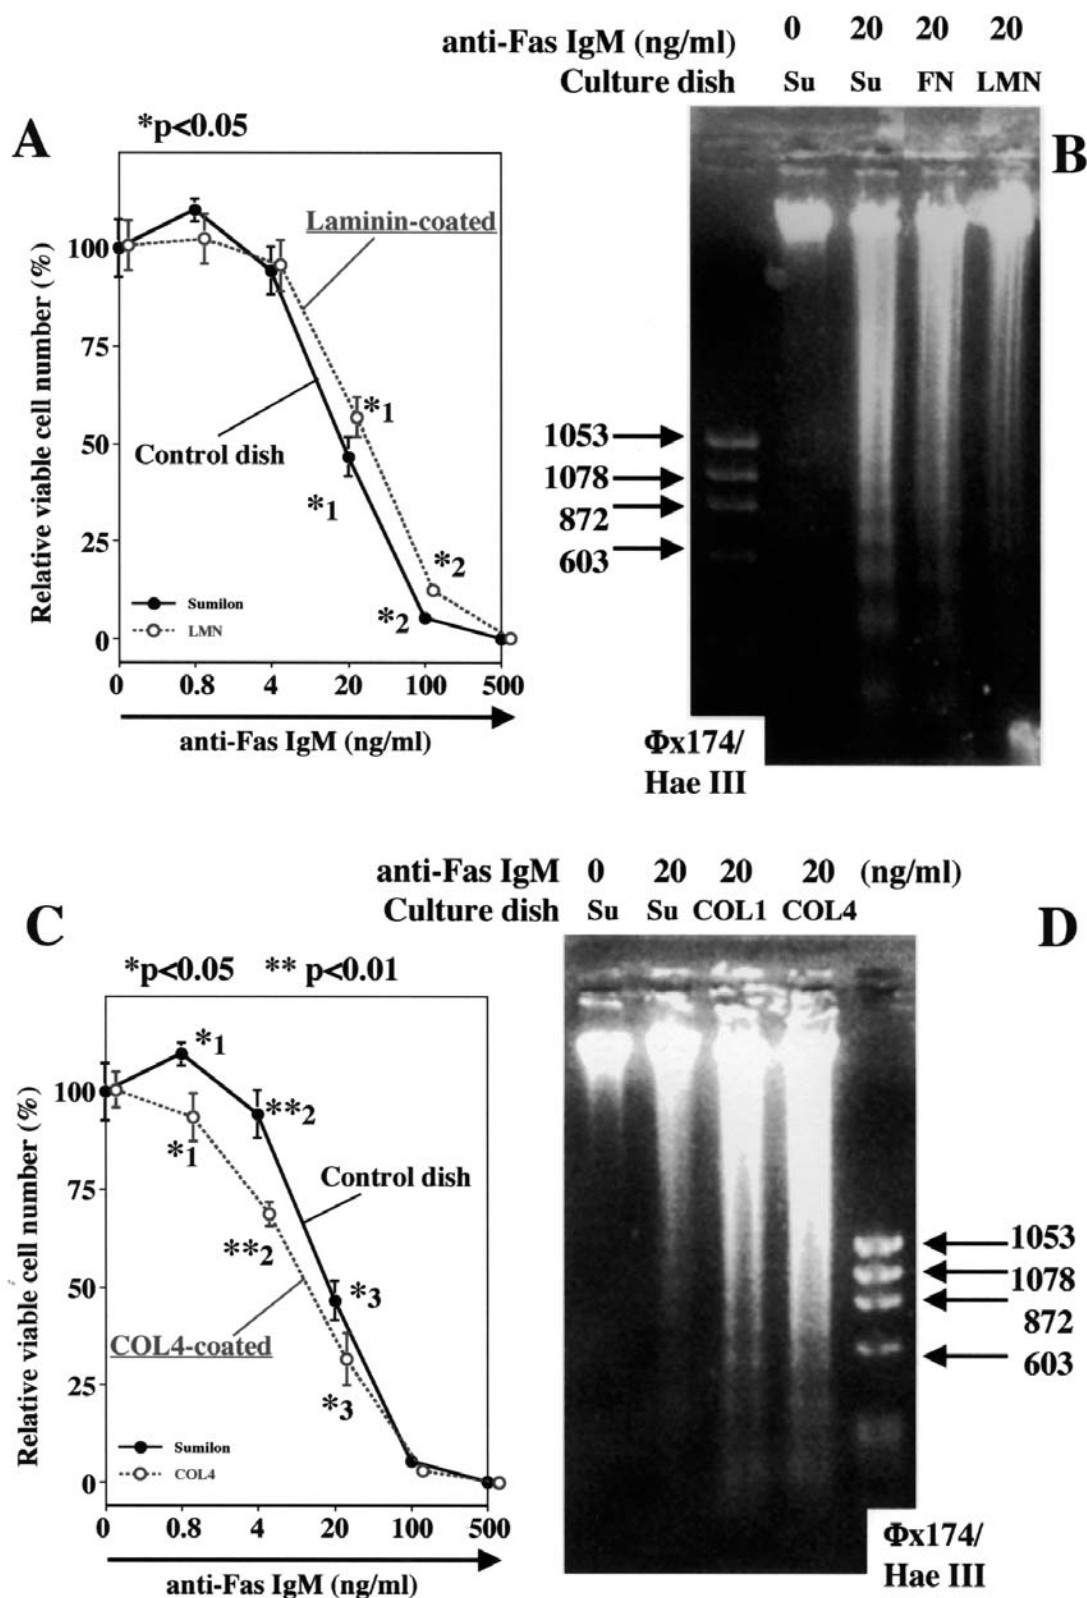 anti-Fas IgM (ng/ml) 0 20 20 20
Culture dish Su Su FN LMN
A
*p<0.05
B
Relative viable cell number (%)
100
75
50
25
0
Laminin-coated
Control dish
*1
*1
*2
*2
Sumilon
LMN
0 0.8 4 20 100 500
anti-Fas IgM (ng/ml)
1053
1078
872
603
Φx174/
Hae III
anti-Fas IgM 0 20 20 20 (ng/ml)
Culture dish Su Su COL1 COL4
C
*p<0.05 ** p<0.01
D
Relative viable cell number (%)
100
75
50
25
0
*1
*1
**2
**2
Control dish
*3
*3
COL4-coated
Sumilon
COL4
0 0.8 4 20 100 500
anti-Fas IgM (ng/ml)
1053
1078
872
603
Φx174/
Hae III